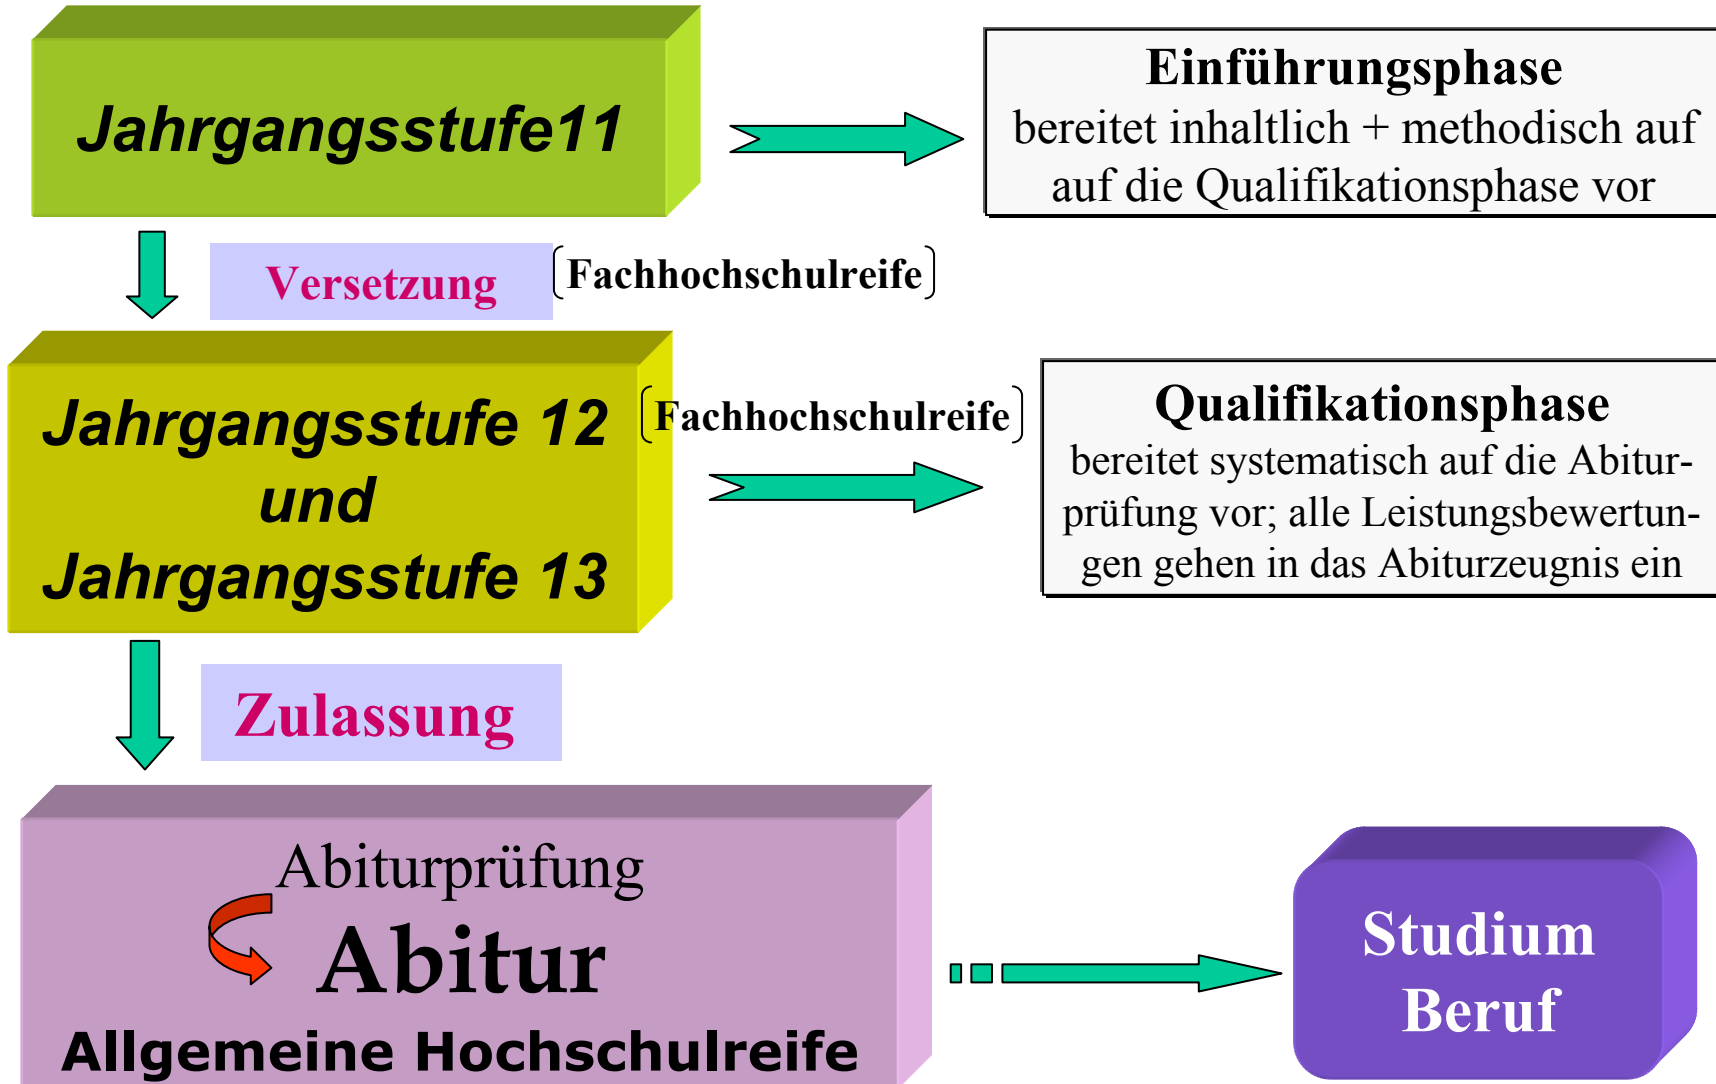 Jahrgangsstufe11
Einführungsphase
bereitet inhaltlich + methodisch auf
auf die Qualifikationsphase vor
Versetzung
[Fachhochschulreife]
Jahrgangsstufe 12
und
Jahrgangsstufe 13
[Fachhochschulreife]
Qualifikationsphase
bereitet systematisch auf die Abitur-
prüfung vor; alle Leistungsbewertun-
gen gehen in das Abiturzeugnis ein
Zulassung
Abiturprüfung
Abitur
Allgemeine Hochschulreife
Studium
Beruf